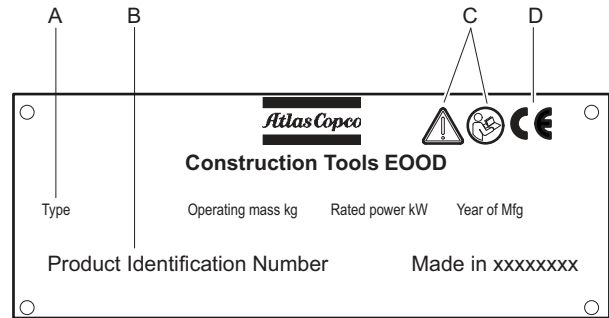 A B C D
Atlas Copco
CE
Construction Tools EOOD
Type Operating mass kg Rated power kW Year of Mfg
Product Identification Number Made in xxxxxxxx